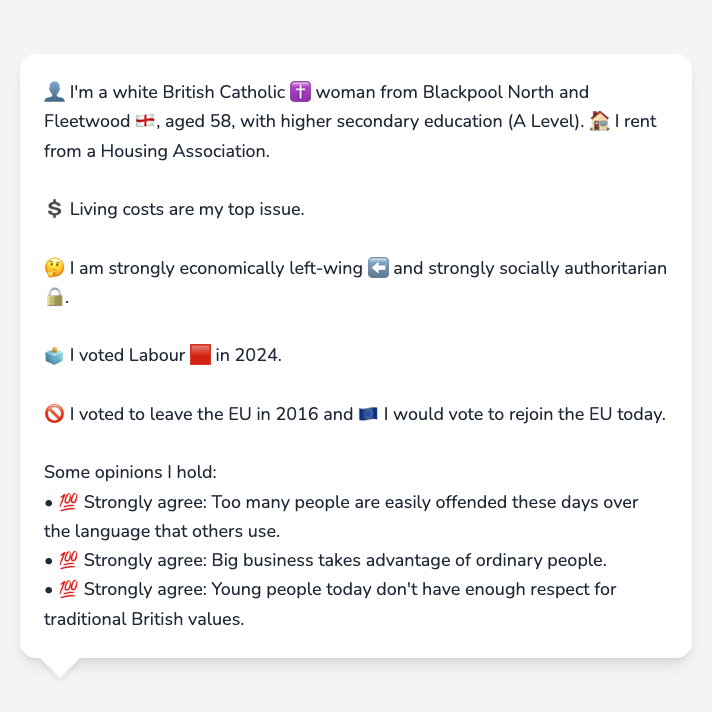 👤 I'm a white British Catholic ✝️ woman from Blackpool North and
Fleetwood 🏴󠁧󠁢󠁥󠁮󠁧󠁿, aged 58, with higher secondary education (A Level). 🏠 I rent
from a Housing Association.
💲 Living costs are my top issue.
🤔 I am strongly economically left-wing ⬅️ and strongly socially authoritarian
🔒.
🗳️ I voted Labour 🟥 in 2024.
🚫 I voted to leave the EU in 2016 and 🇪🇺 I would vote to rejoin the EU today.
Some opinions I hold:
• 💯 Strongly agree: Too many people are easily offended these days over
the language that others use.
• 💯 Strongly agree: Big business takes advantage of ordinary people.
• 💯 Strongly agree: Young people today don't have enough respect for
traditional British values.